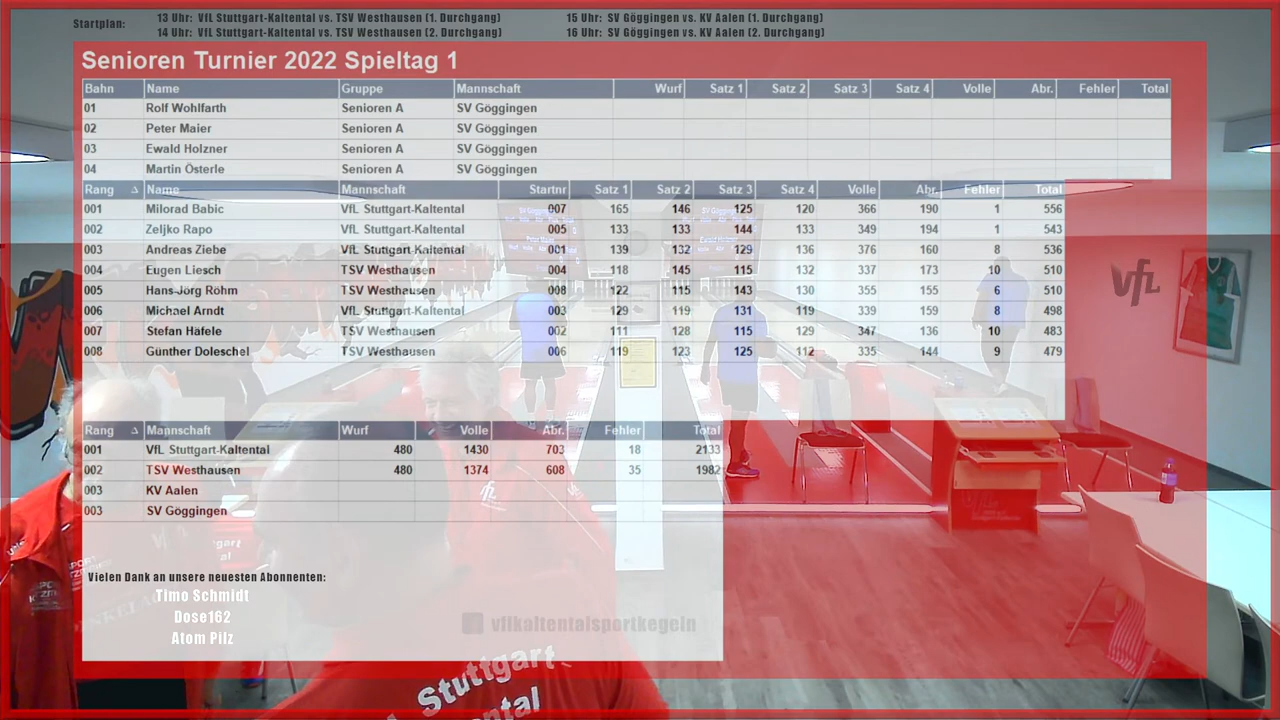 Startplan:
13 Uhr: VfL Stuttgart-Kaltental vs. TSV Westhausen (1. Durchgang)
14 Uhr: VfL Stuttgart-Kaltental vs. TSV Westhausen (2. Durchgang)
15 Uhr: SV Göggingen vs. KV Aalen (1. Durchgang)
16 Uhr: SV Göggingen vs. KV Aalen (2. Durchgang)
Senioren Turnier 2022 Spieltag 1
Bahn Name Gruppe Mannschaft Wurf Satz 1 Satz 2 Satz 3 Satz 4 Volle Abr. Fehler Total
01 Rolf Wohlfarth Senioren A SV Göggingen
02 Peter Maier Senioren A SV Göggingen
03 Ewald Holzner Senioren A SV Göggingen
04 Martin Österle Senioren A SV Göggingen
Rang Name Mannschaft Startnr Satz 1 Satz 2 Satz 3 Satz 4 Volle Abr. Fehler Total
001 Milorad Babic VfL Stuttgart-Kaltental 007 165 146 125 120 366 190 1 556
002 Zeljko Rapo VfL Stuttgart-Kaltental 005 133 133 144 133 349 194 1 543
003 Andreas Ziebe VfL Stuttgart-Kaltental 001 139 132 129 136 376 160 8 536
004 Eugen Liesch TSV Westhausen 004 118 145 115 132 337 173 10 510
005 Hans-Jörg Röhm TSV Westhausen 008 122 115 143 130 355 155 6 510
006 Michael Arndt VfL Stuttgart-Kaltental 003 129 119 131 119 339 159 8 498
007 Stefan Häfele TSV Westhausen 002 111 128 115 129 347 136 10 483
008 Günther Doleschel TSV Westhausen 006 119 123 125 112 335 144 9 479
Rang Mannschaft Wurf Volle Abr. Fehler Total
001 VfL Stuttgart-Kaltental 480 1430 703 18 2133
002 TSV Westhausen 480 1374 608 35 1982
003 KV Aalen
003 SV Göggingen
Vielen Dank an unsere neuesten Abonnenten:
Timo Schmidt
Dose162
Atom Pilz
vflkaltentalsportkegeln
Stuttgart
vfL